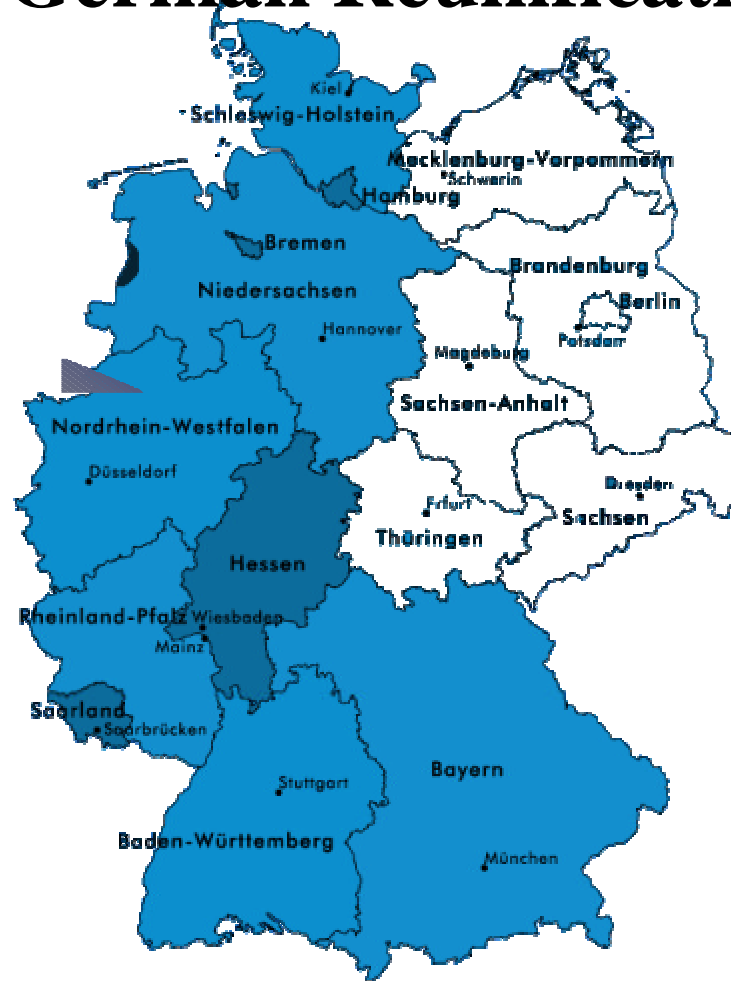 Kiel
Schleswig-Holstein
Mecklenburg-Vorpommern
Schwerin
Hamburg
Bremen
Brandenburg
Niedersachsen
Berlin
Hannover
Potsdam
Magdeburg
Sachsen-Anhalt
Nordrhein-Westfalen
Düsseldorf
Dresden
Erfurt
Sachsen
Thüringen
Hessen
Rheinland-Pfalz
Wiesbaden
Mainz
Saarland
Saarbrücken
Bayern
Stuttgart
Baden-Württemberg
München